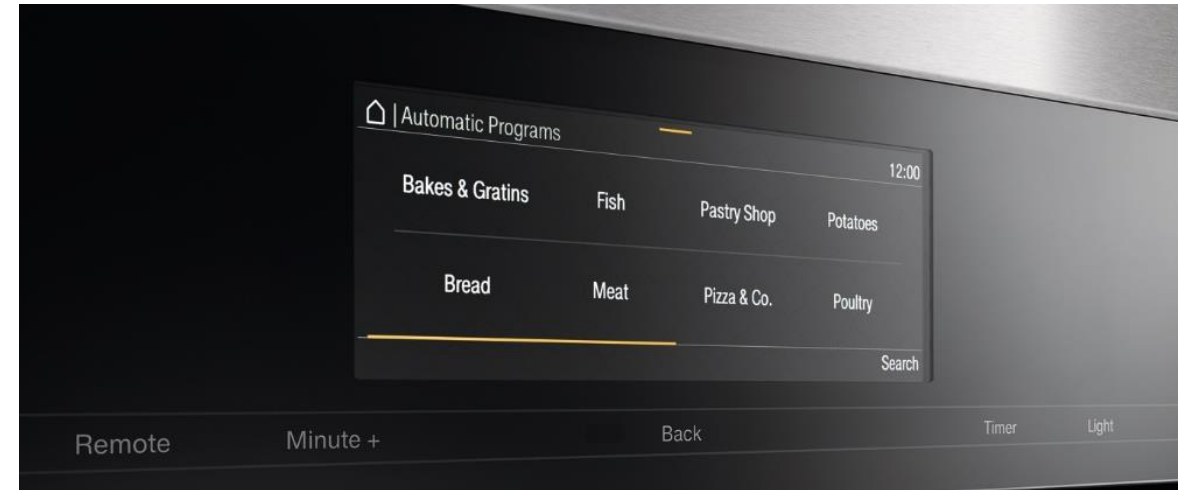 | Automatic Programs
12:00
Bakes & Gratins Fish Pastry Shop Potatoes
Bread Meat Pizza & Co. Poultry
Search
Remote Minute + Back Timer Light